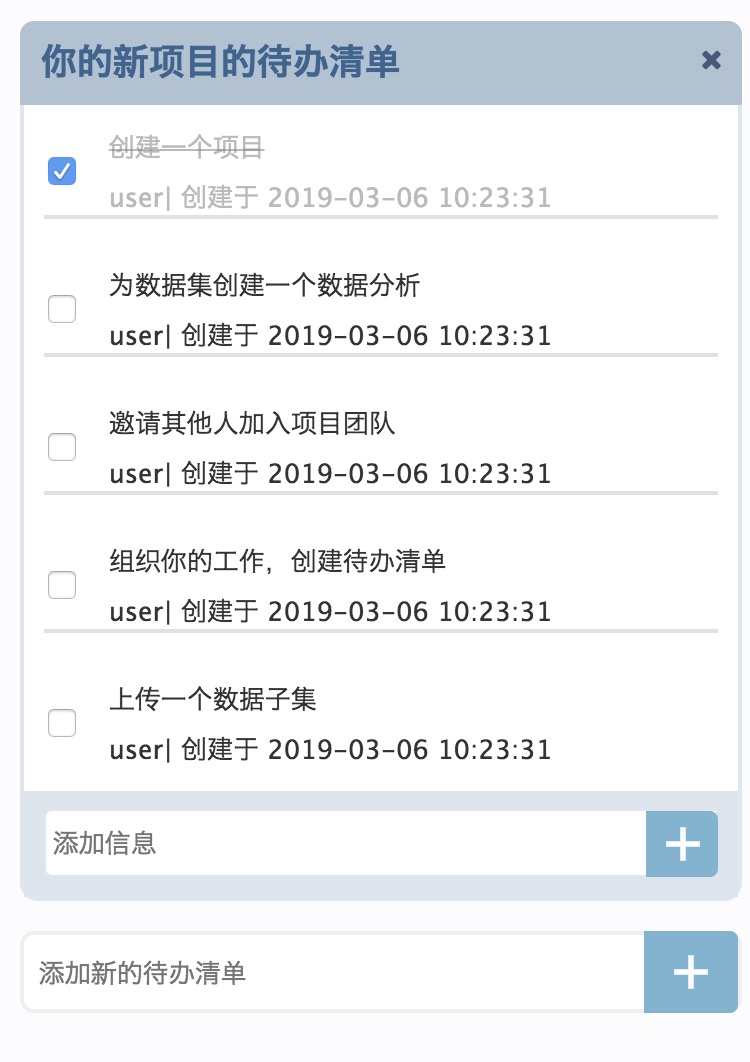 你的新项目的待办清单
创建一个项目
user| 创建于 2019-03-06 10:23:31
为数据集创建一个数据分析
user| 创建于 2019-03-06 10:23:31
邀请其他人加入项目团队
user| 创建于 2019-03-06 10:23:31
组织你的工作，创建待办清单
user| 创建于 2019-03-06 10:23:31
上传一个数据子集
user| 创建于 2019-03-06 10:23:31
添加信息
添加新的待办清单